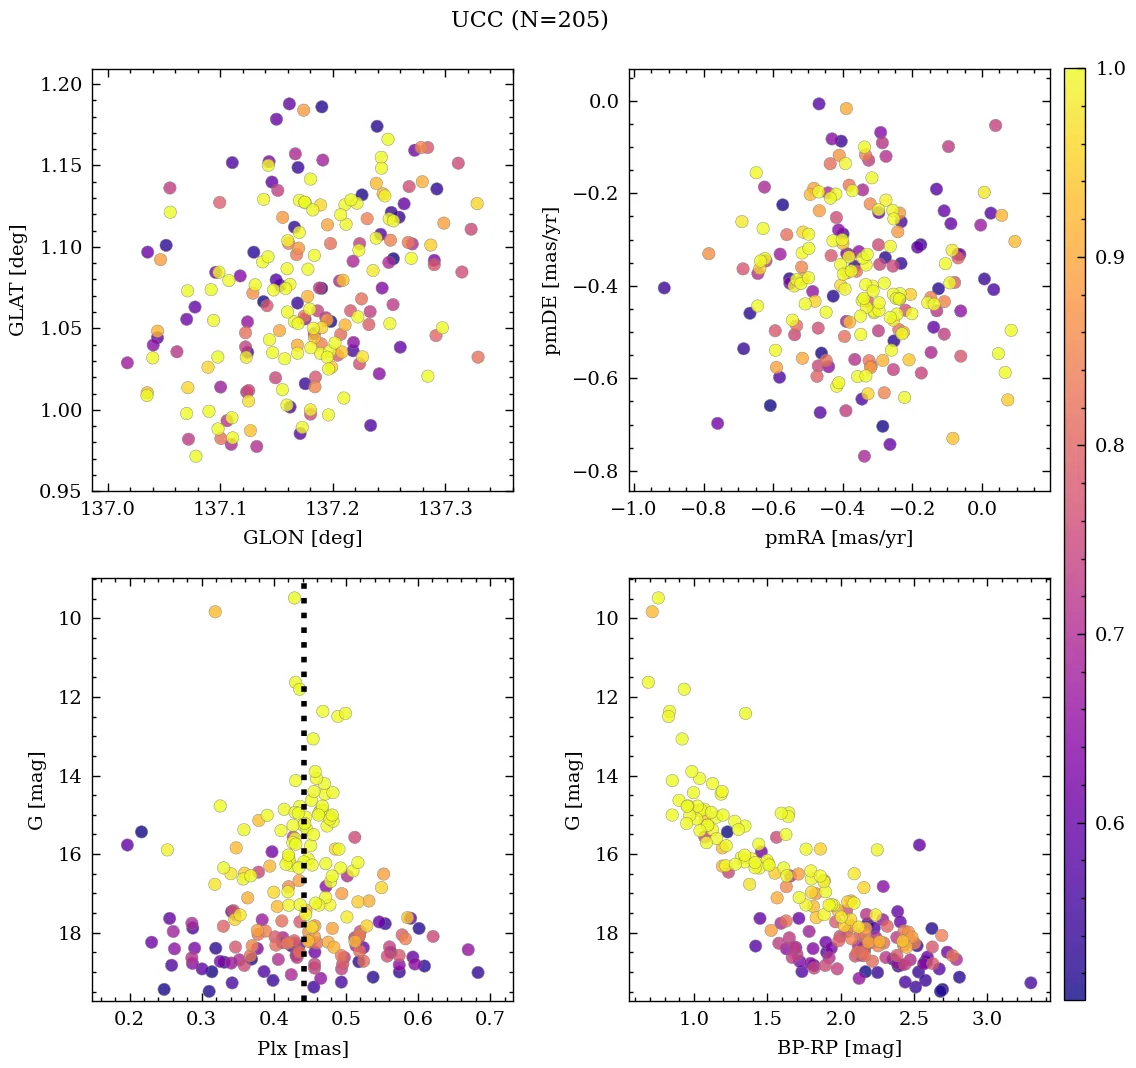 UCC (N=205)
1.20
1.15
1.10
1.05
1.00
0.95
GLAT [deg]
137.0 137.1 137.2 137.3
GLON [deg]
0.0
−0.2
−0.4
−0.6
−0.8
pmDE [mas/yr]
−1.0 −0.8 −0.6 −0.4 −0.2 0.0
pmRA [mas/yr]
10
12
14
16
18
G [mag]
0.2 0.3 0.4 0.5 0.6 0.7
Plx [mas]
10
12
14
16
18
G [mag]
1.0 1.5 2.0 2.5 3.0
BP-RP [mag]
1.0
0.9
0.8
0.7
0.6